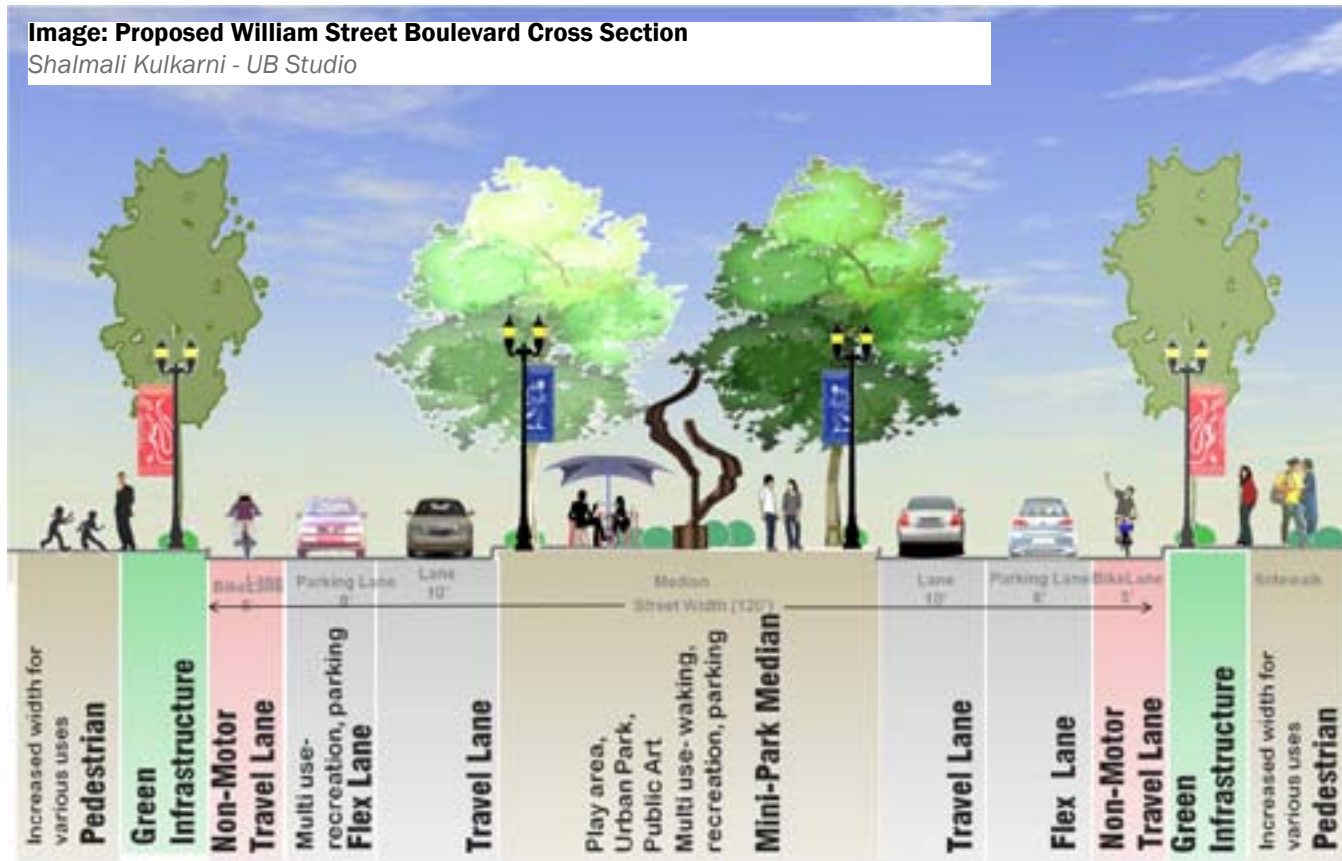 Image: Proposed William Street Boulevard Cross Section
Shalmali Kulkarni - UB Studio
BikeLane
Parking Lane
8'
Lane
10'
Median
Street Width (120')
Lane
10'
Parking Lane
8'
BikeLane
5'
Sidewalk
Increased width for
various uses
Pedestrian
Green
Infrastructure
Non-Motor
Travel Lane
Multi use-
recreation, parking
Flex Lane
Travel Lane
Play area,
Urban Park,
Public Art
Multi use- waking,
recreation, parking
Mini-Park Median
Travel Lane
Flex Lane
Non-Motor
Travel Lane
Green
Infrastructure
Increased width for
various uses
Pedestrian